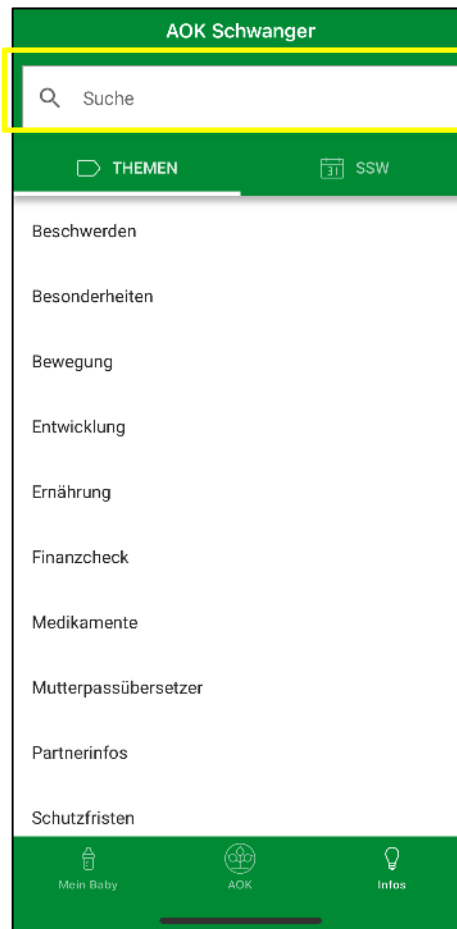 AOK Schwanger
Suche
THEMEN
SSW
Beschwerden
Besonderheiten
Bewegung
Entwicklung
Ernährung
Finanzcheck
Medikamente
Mutterpassübersetzer
Partnerinfos
Schutzfristen
Mein Baby
AOK
Infos